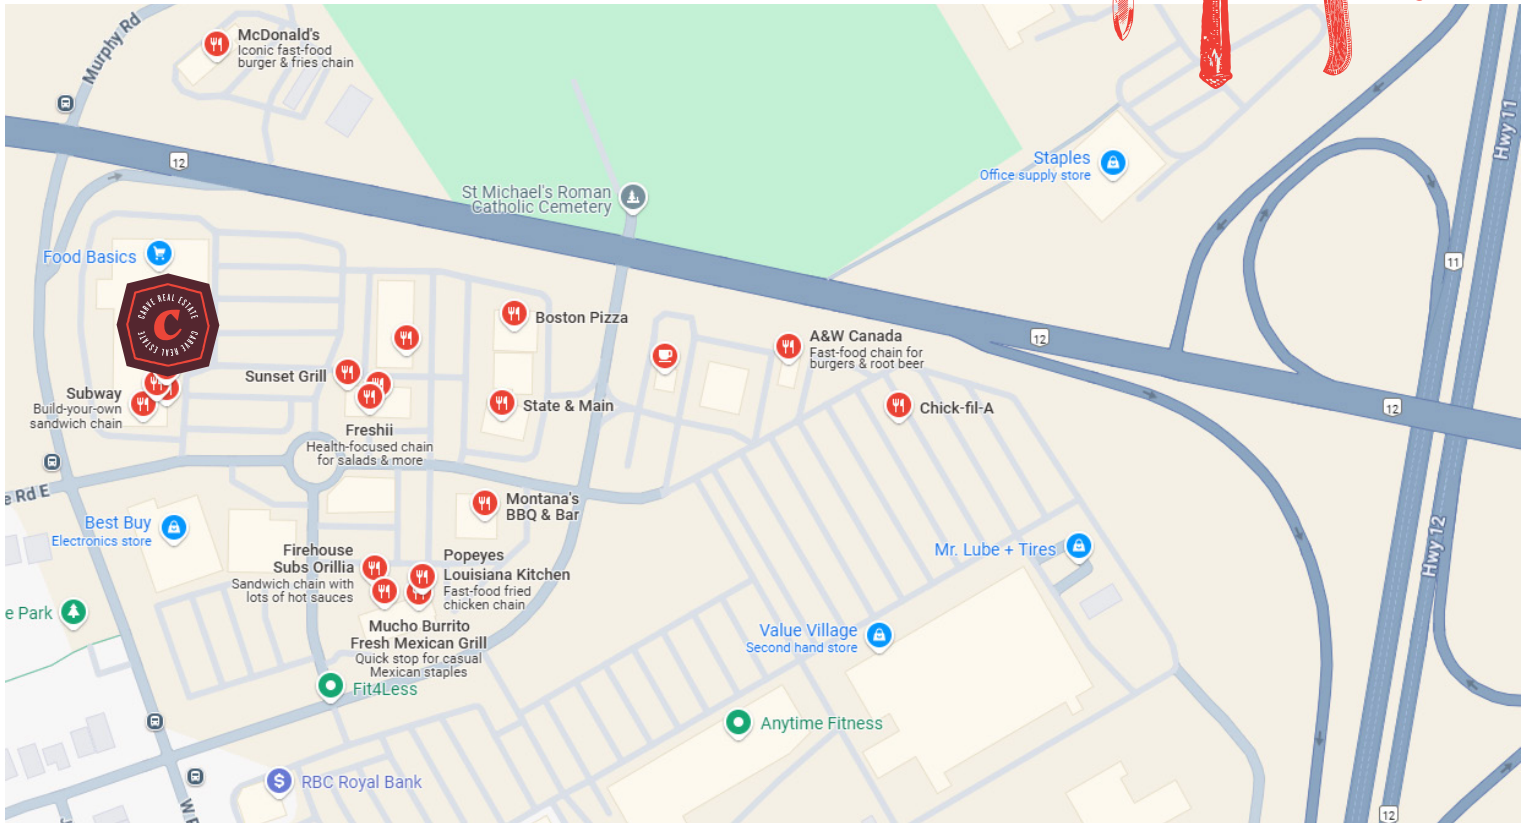 Murphy Rd
McDonald's
Iconic fast-food
burger & fries chain
12
Hwy 11
Staples
Office supply store
St Michael's Roman
Catholic Cemetery
Food Basics
11
CARVE REAL ESTATE
C
CARVE REAL ESTATE
Boston Pizza
A&W Canada
Fast-food chain for
burgers & root beer
12
Sunset Grill
Subway
Build-your-own
sandwich chain
State & Main
Chick-fil-A
12
Freshii
Health-focused chain
for salads & more
e Rd E
Montana's
BBQ & Bar
Best Buy
Electronics store
Hwy 12
Mr. Lube + Tires
Firehouse
Subs Orillia
Sandwich chain with
lots of hot sauces
Popeyes
Louisiana Kitchen
Fast-food fried
chicken chain
e Park
Mucho Burrito
Fresh Mexican Grill
Quick stop for casual
Mexican staples
Value Village
Second hand store
Fit4Less
Anytime Fitness
$
RBC Royal Bank
12